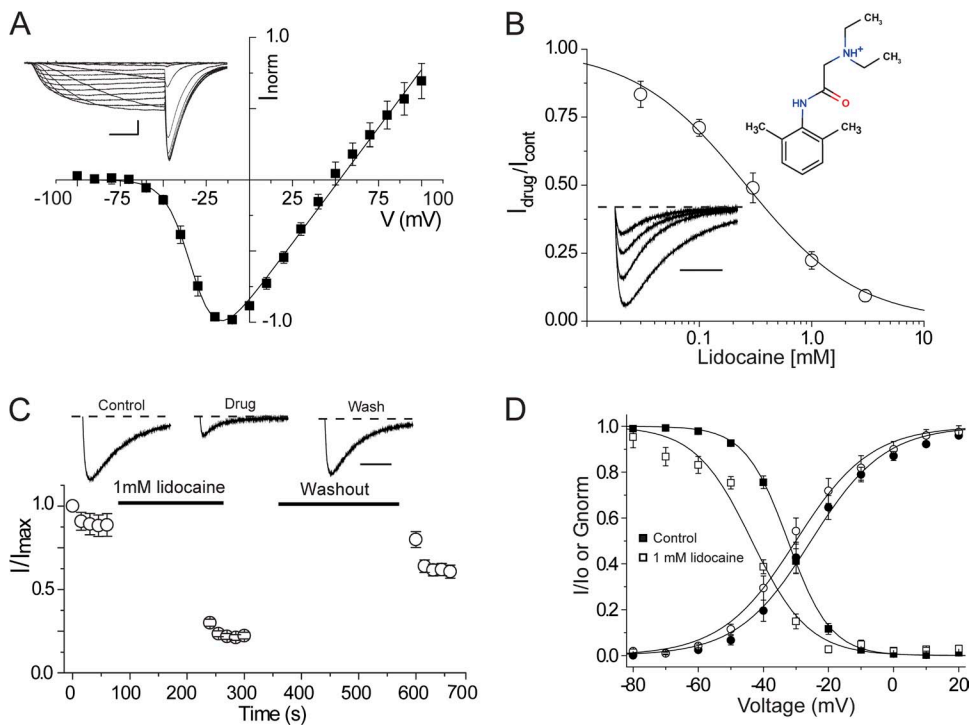 A
1.0
Inorm
-100 -75 -25 25 75 100
V (mV)
-1.0
B
CH₃
NH⁺ CH₃
HN O
H₃C CH₃
1.00
0.75
0.50
0.25
0.00
Idrug/Icont
0.1 1.0 10
Lidocaine [mM]
C
Control Drug Wash
1mM lidocaine Washout
1.0
0.5
0.0
I/Imax
0 100 200 300 400 500 600 700
Time (s)
D
1.0
0.8
0.6
0.4
0.2
0.0
I/Io or Gnorm
Control
1 mM lidocaine
-80 -60 -40 -20 0 20
Voltage (mV)